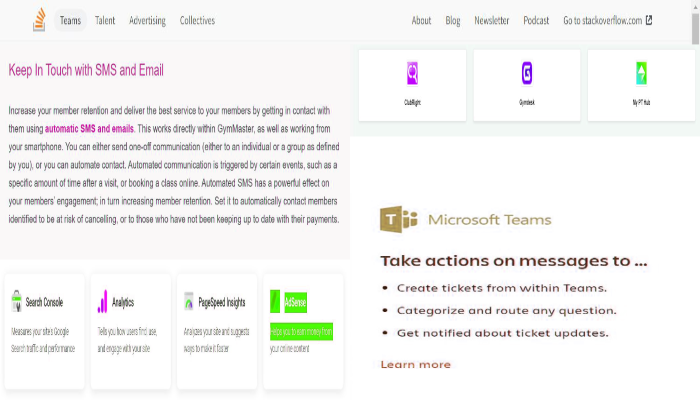 Teams Talent Advertising Collectives About Blog Newsletter Podcast Go to stackoverflow.com
Keep In Touch with SMS and Email
Increase your member retention and deliver the best service to your members by getting in contact with
them using automatic SMS and emails. This works directly within GymMaster, as well as working from
your smartphone. You can either send one-off communication (either to an individual or a group as defined
by you), or you can automate contact. Automated communication is triggered by certain events, such as a
specific amount of time after a visit, or booking a class online. Automated SMS has a powerful effect on
your members' engagement; in turn increasing member retention. Set it to automatically contact members
identified to be at risk of cancelling, or to those who have not been keeping up to date with their payments.
Search Console
Measures your site's Google
Search traffic and performance
Analytics
Tells you how users find, use,
and engage with your site
PageSpeed Insights
Analyzes your site and suggests
ways to make it faster
AdSense
Helps you to earn money from
your online content
ClubRight
Gymdesk
My PT Hub
Microsoft Teams
Take actions on messages to ...
• Create tickets from within Teams.
• Categorize and route any question.
• Get notified about ticket updates.
Learn more